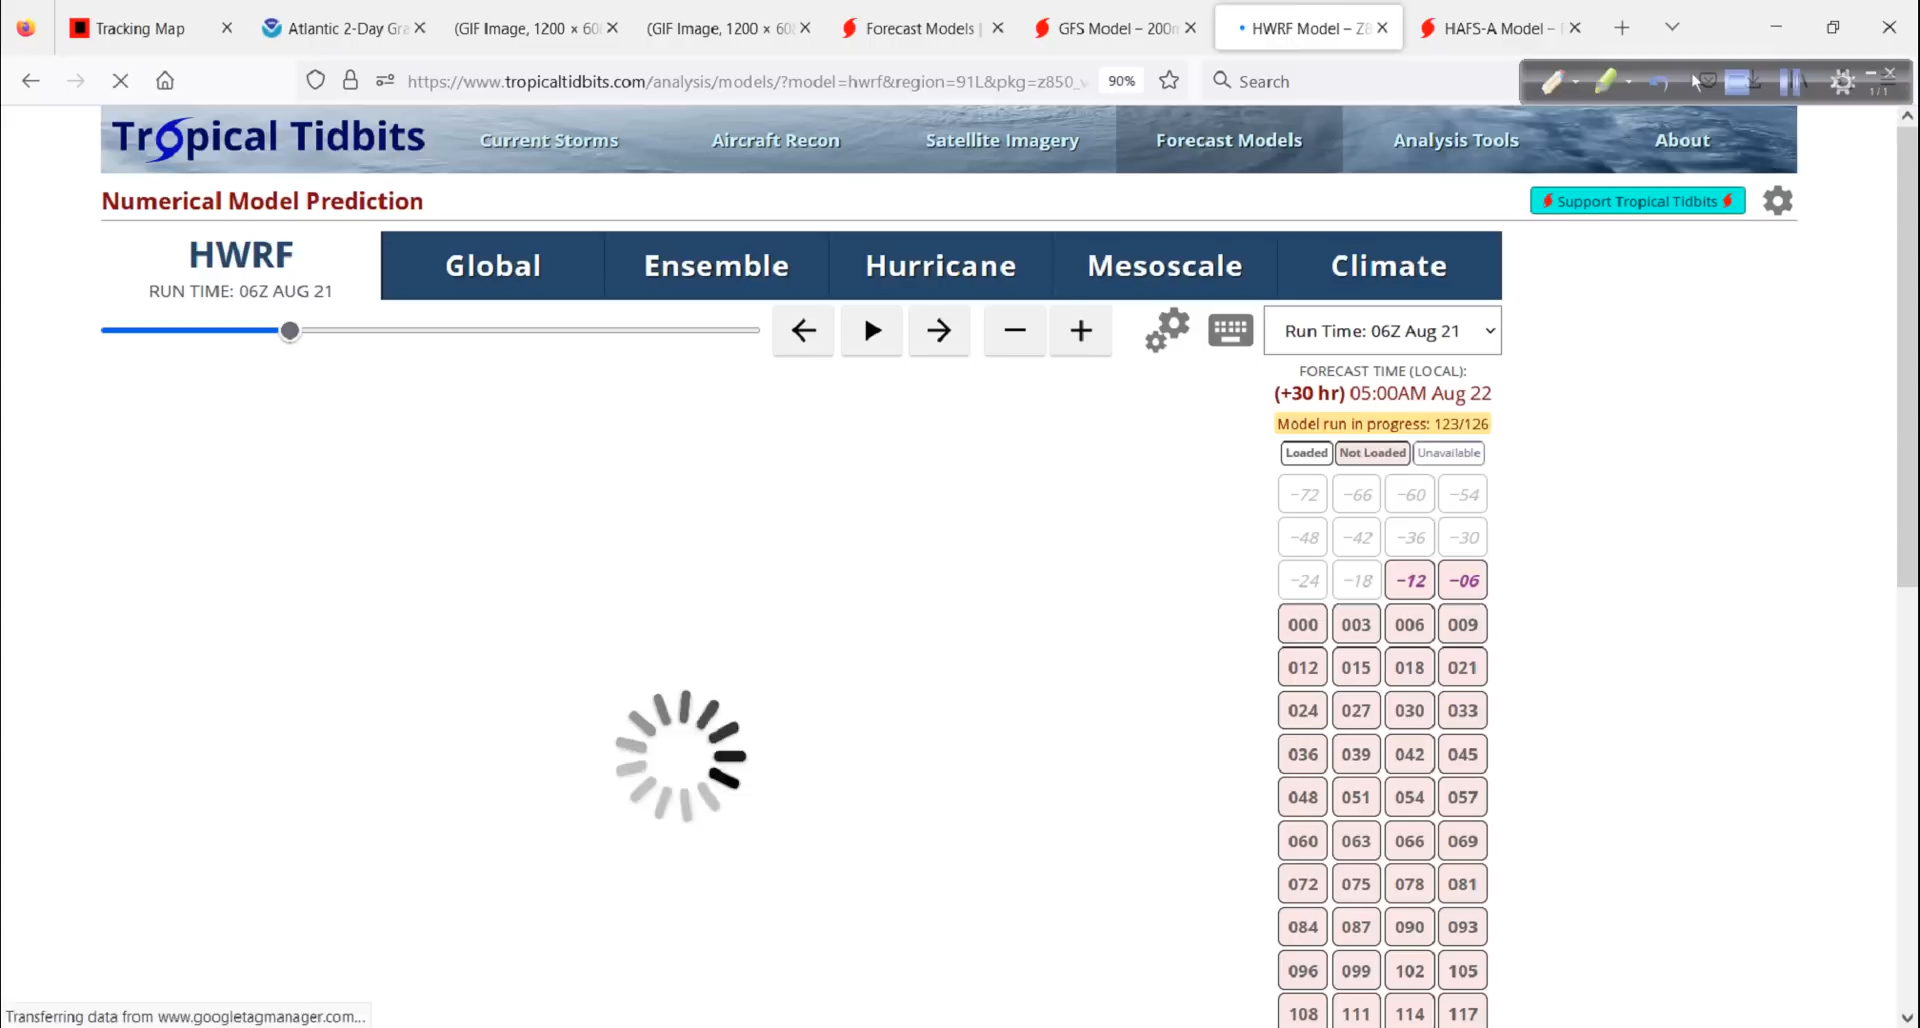 Tracking Map
Atlantic 2-Day Gra
(GIF Image, 1200 × 60
(GIF Image, 1200 × 60
Forecast Models |
GFS Model – 200m
HWRF Model – Z8
HAFS-A Model –
https://www.tropicaltidbits.com/analysis/models/?model=hwrf&region=91L&pkg=z850_v
90%
Search
1/1
Tropical Tidbits
Current Storms
Aircraft Recon
Satellite Imagery
Forecast Models
Analysis Tools
About
Numerical Model Prediction
Support Tropical Tidbits
HWRF
RUN TIME: 06Z AUG 21
Global
Ensemble
Hurricane
Mesoscale
Climate
Run Time: 06Z Aug 21
FORECAST TIME (LOCAL):
(+30 hr) 05:00AM Aug 22
Model run in progress: 123/126
Loaded Not Loaded Unavailable
−72 −66 −60 −54
−48 −42 −36 −30
−24 −18 −12 −06
000 003 006 009
012 015 018 021
024 027 030 033
036 039 042 045
048 051 054 057
060 063 066 069
072 075 078 081
084 087 090 093
096 099 102 105
108 111 114 117
Transferring data from www.googletagmanager.com...